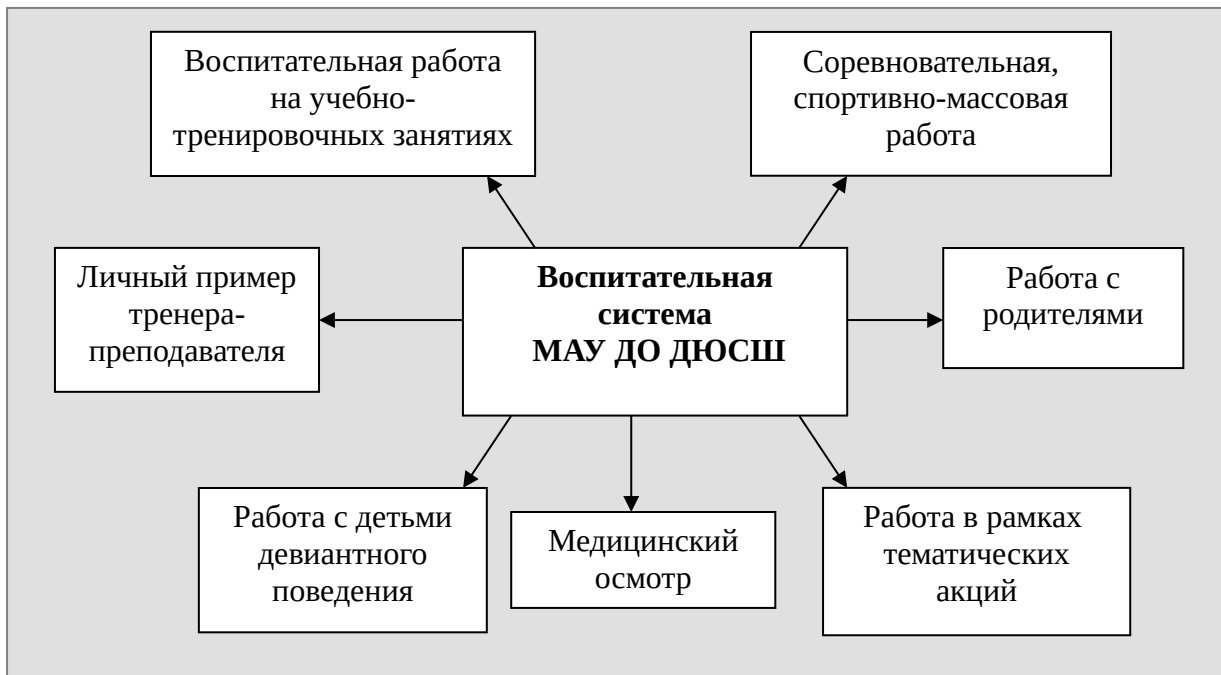 Воспитательная работа
на учебно-
тренировочных занятиях
Соревновательная,
спортивно-массовая
работа
Личный пример
тренера-
преподавателя
Воспитательная
система
МАУ ДО ДЮСШ
Работа с
родителями
Работа с детьми
девиантного
поведения
Медицинский
осмотр
Работа в рамках
тематических
акций